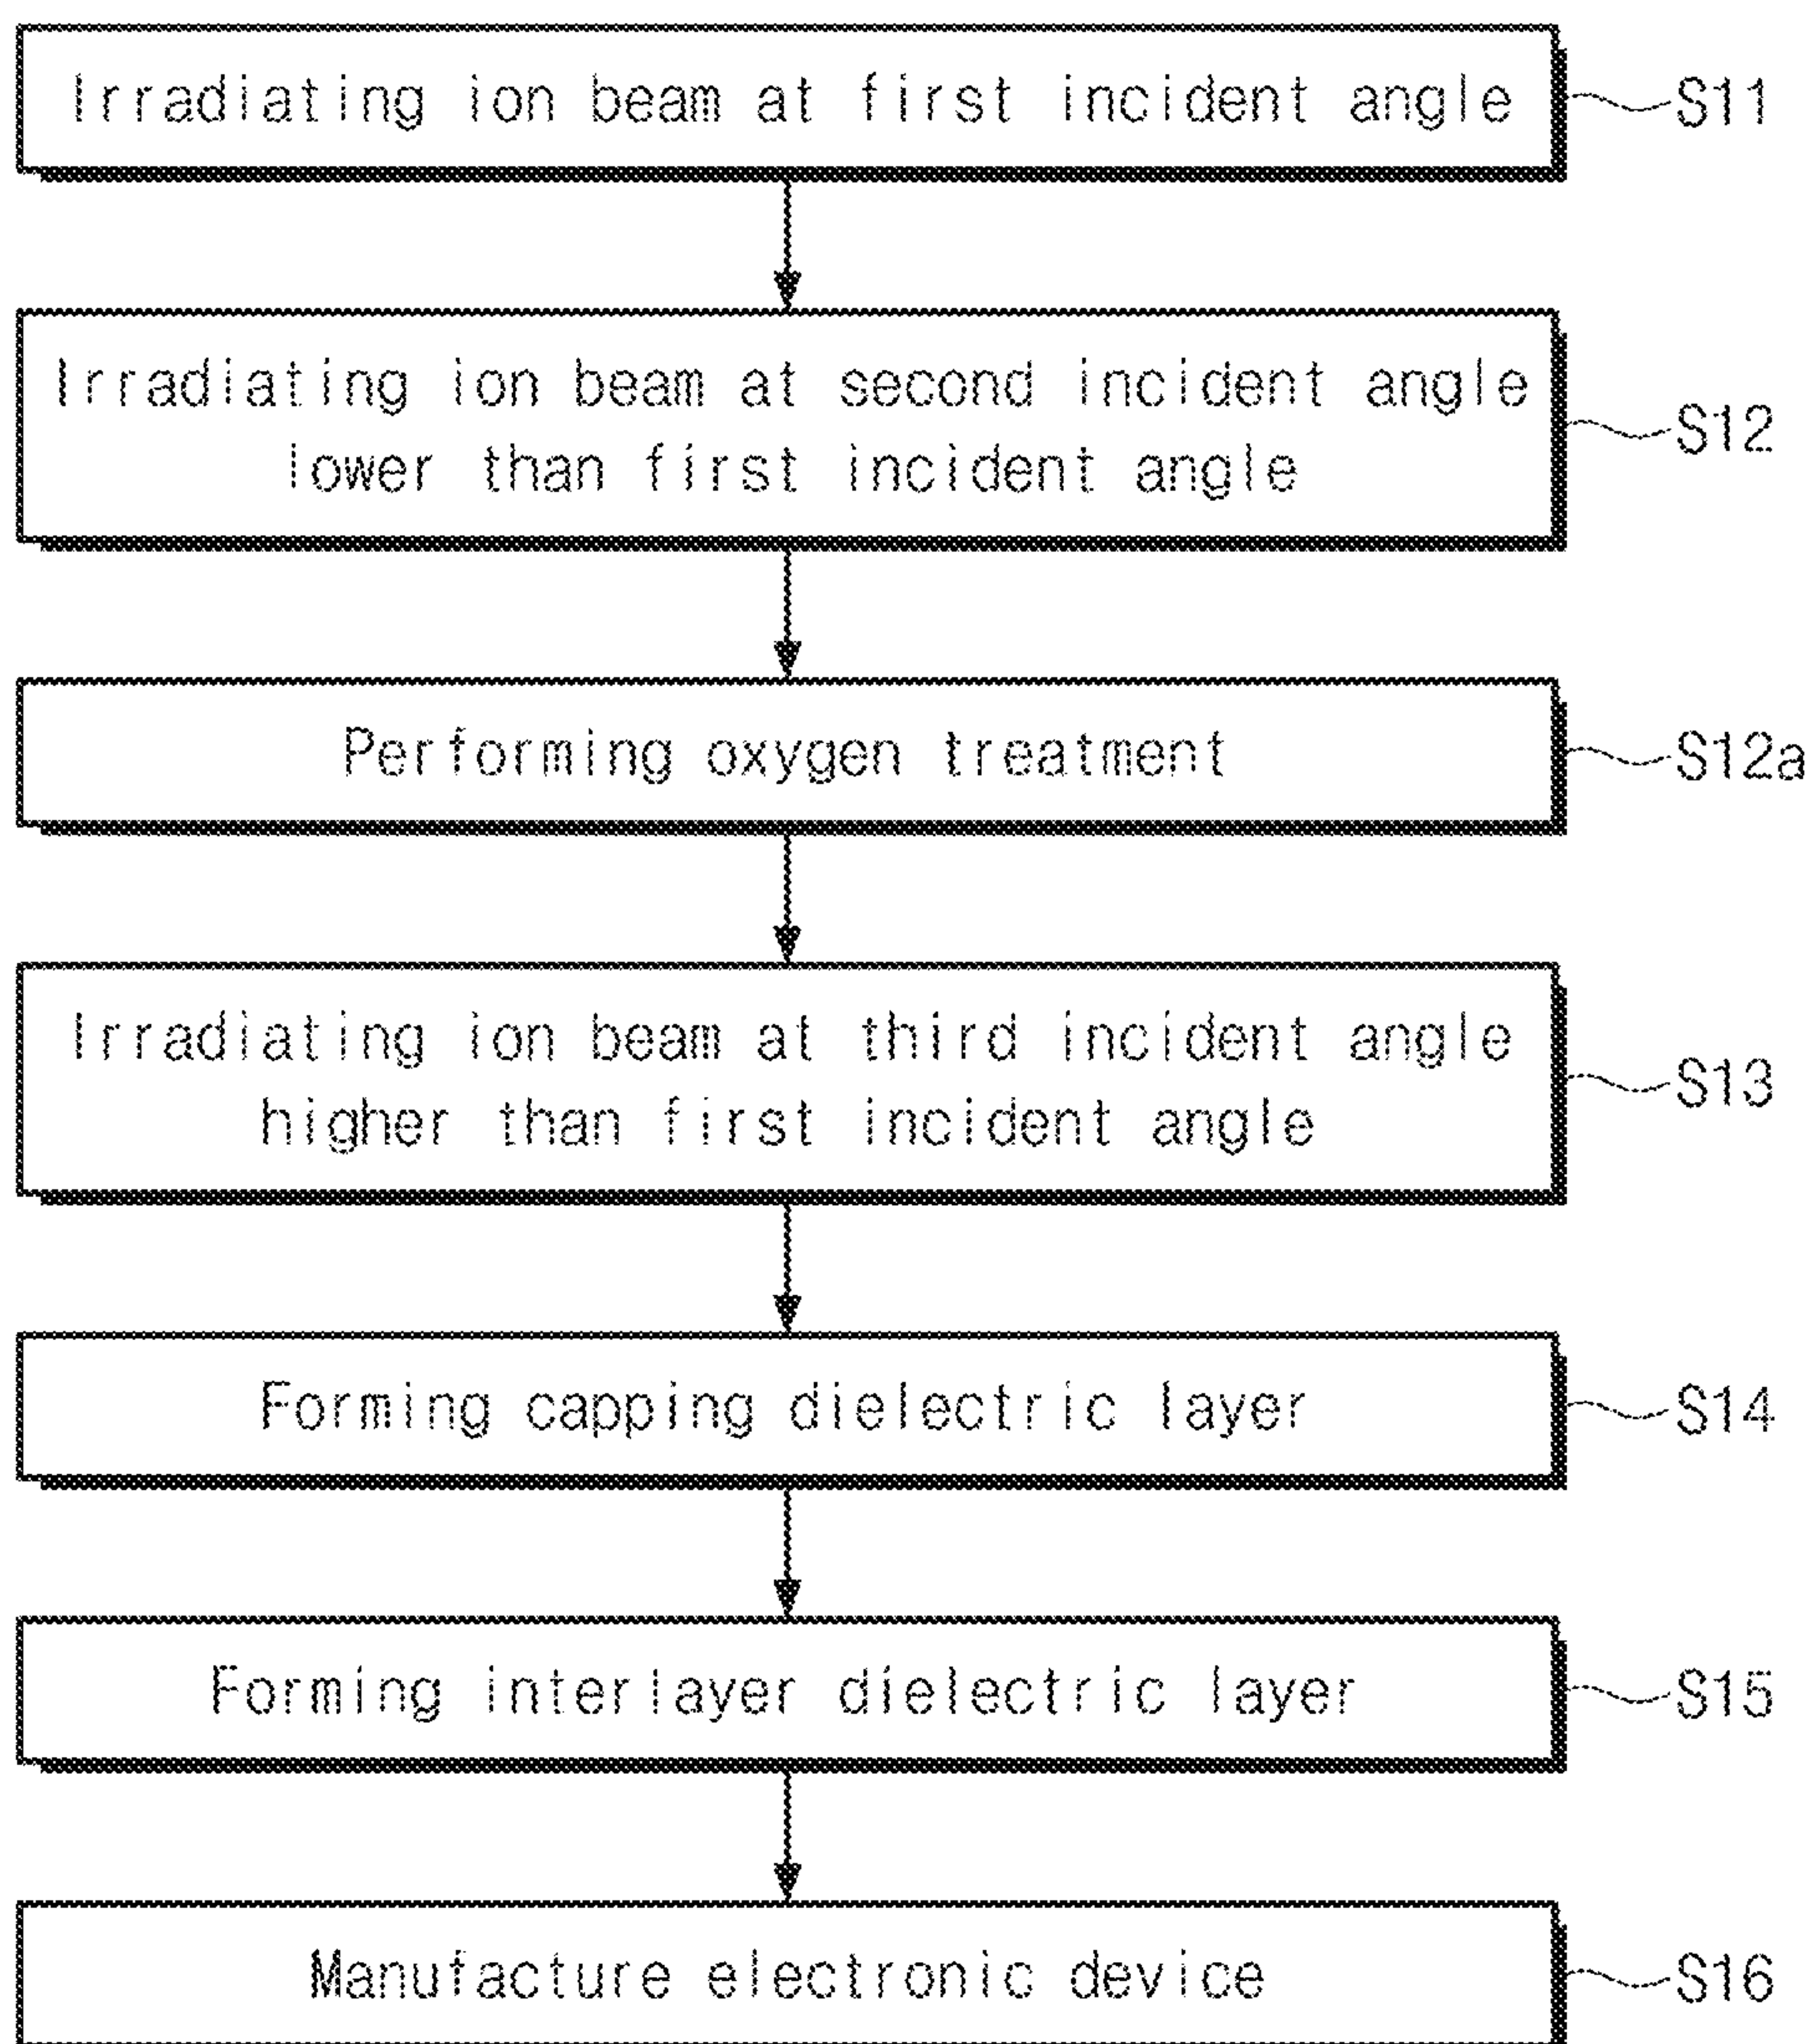 Irradiating ion beam at first incident angle
S11
Irradiating ion beam at second incident angle
lower than first incident angle
S12
Performing oxygen treatment
S12a
Irradiating ion beam at third incident angle
higher than first incident angle
S13
Forming capping dielectric layer
S14
Forming interlayer dielectric layer
S15
Manufacture electronic device
S16